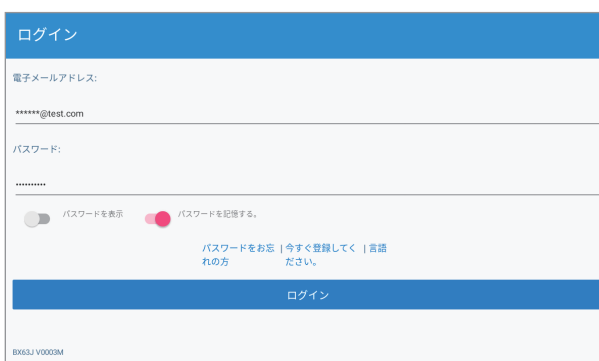 ログイン
電子メールアドレス:
******@test.com
パスワード:
••••••••••
パスワードを表示 パスワードを記憶する。
パスワードをお忘 | 今すぐ登録してく | 言語
れの方 ださい。
ログイン
BX63J V0003M